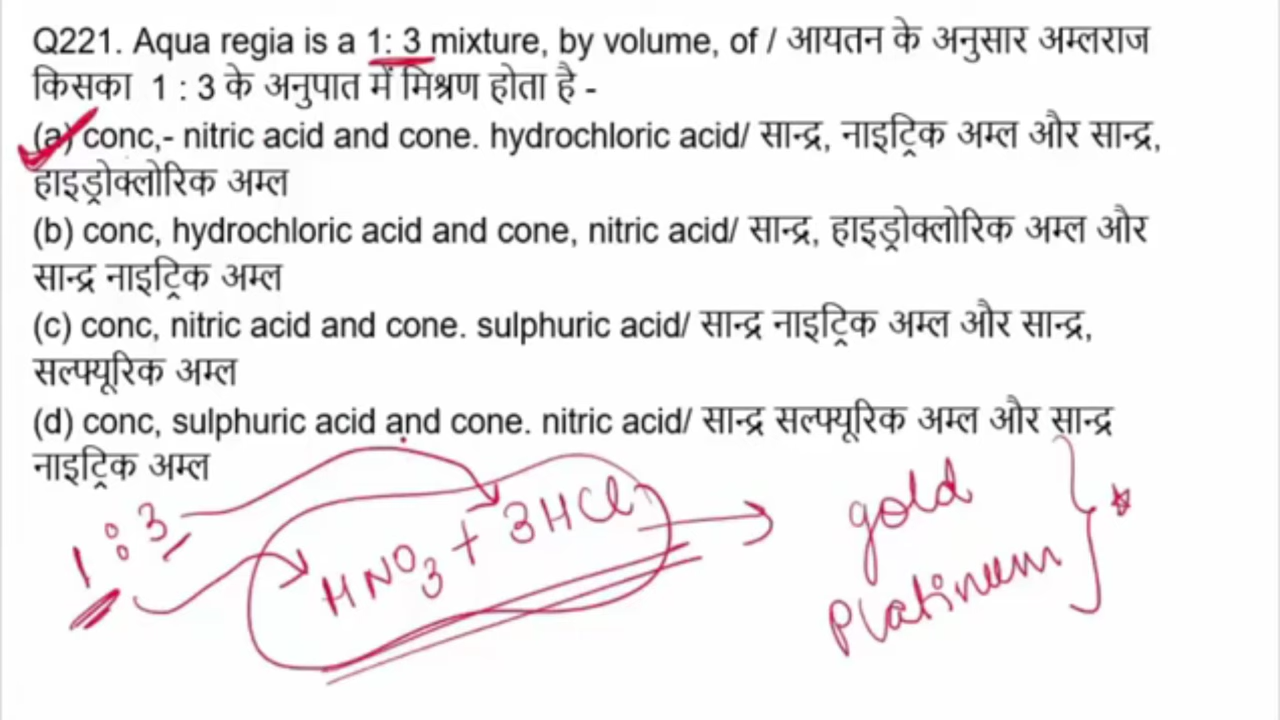 Q221. Aqua regia is a 1: 3 mixture, by volume, of / आयतन के अनुसार अम्लराज
किसका 1 : 3 के अनुपात में मिश्रण होता है -
(a) conc,- nitric acid and cone. hydrochloric acid/ सान्द्र, नाइट्रिक अम्ल और सान्द्र,
हाइड्रोक्लोरिक अम्ल
(b) conc, hydrochloric acid and cone, nitric acid/ सान्द्र, हाइड्रोक्लोरिक अम्ल और
सान्द्र नाइट्रिक अम्ल
(c) conc, nitric acid and cone. sulphuric acid/ सान्द्र नाइट्रिक अम्ल और सान्द्र,
सल्फ्यूरिक अम्ल
(d) conc, sulphuric acid and cone. nitric acid/ सान्द्र सल्फ्यूरिक अम्ल और सान्द्र
नाइट्रिक अम्ल
1 : 3
HNO3 + 3HCl
gold
Platinum